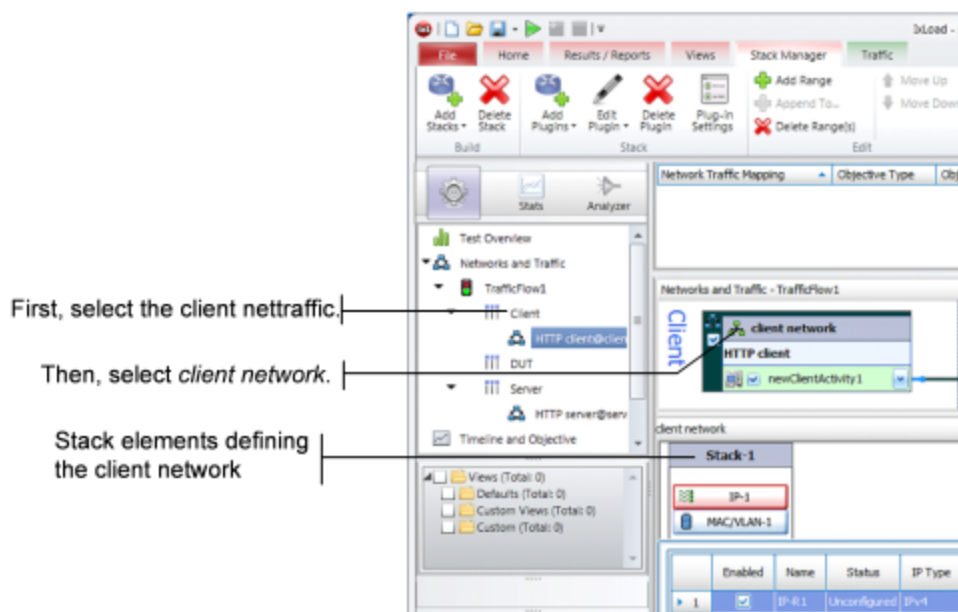 IxLoad -
File Home Results / Reports Views Stack Manager Traffic
Add Stacks Delete Stack Add Plugins Edit Plugin Delete Plugin Plug-in Settings
Add Range
Append To...
Delete Range(s)
Move Up
Move Down
Build Stack Edit
Stats Analyzer
Network Traffic Mapping Objective Type Obj
Test Overview
Networks and Traffic
TrafficFlow1
Client
HTTP client@clien
DUT
Server
HTTP server@serv
Timeline and Objective
First, select the client nettraffic.
Then, select client network.
Stack elements defining
the client network
Networks and Traffic - TrafficFlow1
Client
client network
HTTP client
newClientActivity1
client network
Stack-1
IP-1
MAC/VLAN-1
Views (Total: 0)
Defaults (Total: 0)
Custom Views (Total: 0)
Custom (Total: 0)
Enabled Name Status IP Type
1 IP-R1 Unconfigured IPv4